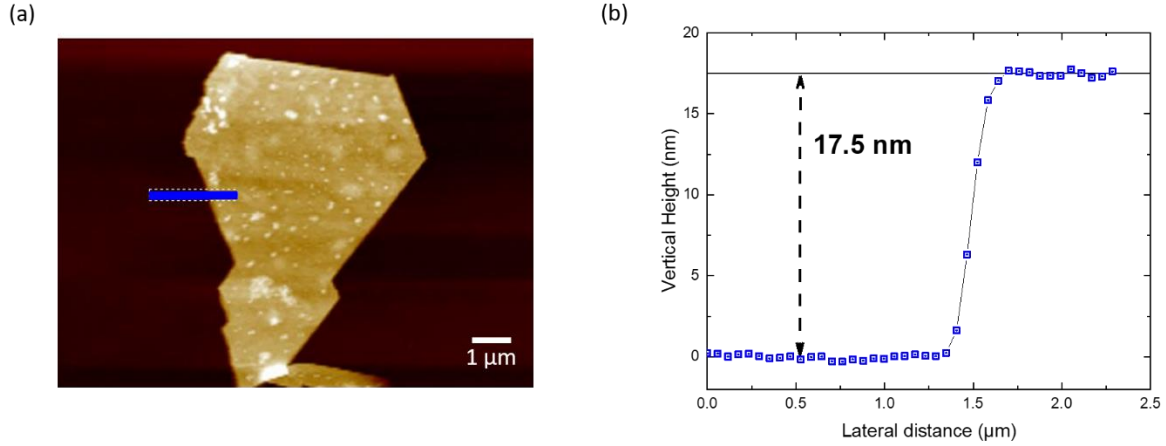 (a)
1 μm
(b)
20
15
10
5
0
0.0
0.5
1.0
1.5
2.0
2.5
Vertical Height (nm)
Lateral distance (μm)
17.5 nm